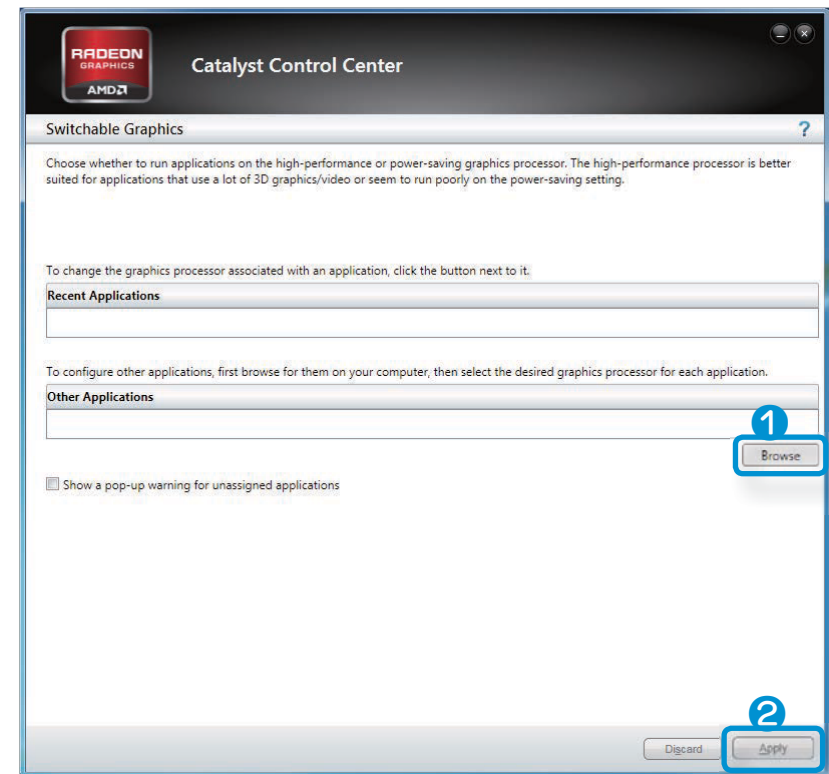 RADEON
GRAPHICS
AMD
Catalyst Control Center
Switchable Graphics
?
Choose whether to run applications on the high-performance or power-saving graphics processor. The high-performance processor is better
suited for applications that use a lot of 3D graphics/video or seem to run poorly on the power-saving setting.
To change the graphics processor associated with an application, click the button next to it.
Recent Applications
To configure other applications, first browse for them on your computer, then select the desired graphics processor for each application.
Other Applications
1
Browse
Show a pop-up warning for unassigned applications
2
Discard
Apply